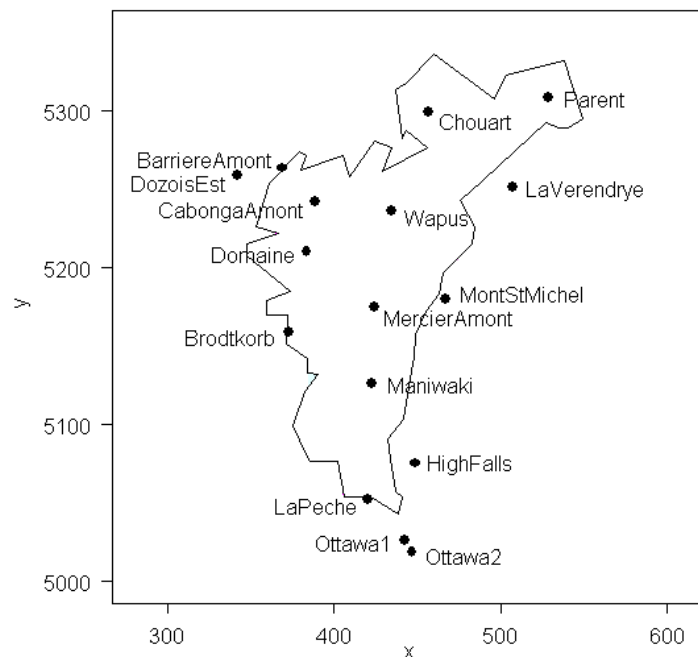 5300
Parent
Chouart
BarriereAmont
DozoisEst
LaVerendrye
CabongaAmont
Wapus
Domaine
5200
y
MontStMichel
MercierAmont
Brodtkorb
Maniwaki
5100
HighFalls
LaPeche
Ottawa1
Ottawa2
5000
300 400 500 600
x